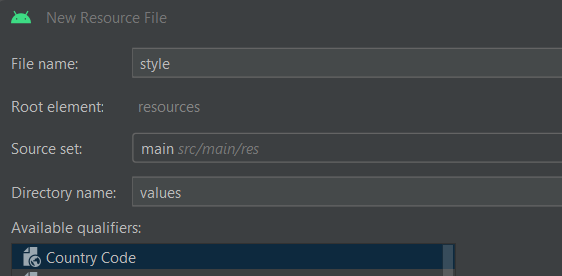 New Resource File
File name: style
Root element: resources
Source set: main src/main/res
Directory name: values
Available qualifiers:
Country Code